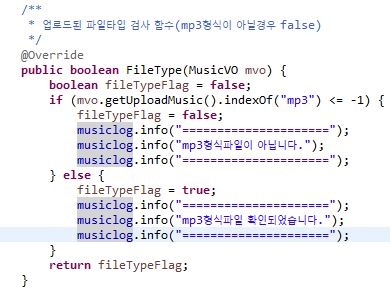 /**
 * 업로드된 파일타입 검사 함수(mp3형식이 아닐경우 false)
 */
@Override
public boolean FileType(MusicVO mvo) {
    boolean fileTypeFlag = false;
    if (mvo.getUploadMusic().indexOf("mp3") <= -1) {
        fileTypeFlag = false;
        musiclog.info("=====================");
        musiclog.info("mp3형식파일이 아닙니다.");
        musiclog.info("=====================");
    } else {
        fileTypeFlag = true;
        musiclog.info("=====================");
        musiclog.info("mp3형식파일 확인되었습니다.");
        musiclog.info("=====================");
    }
    return fileTypeFlag;
}